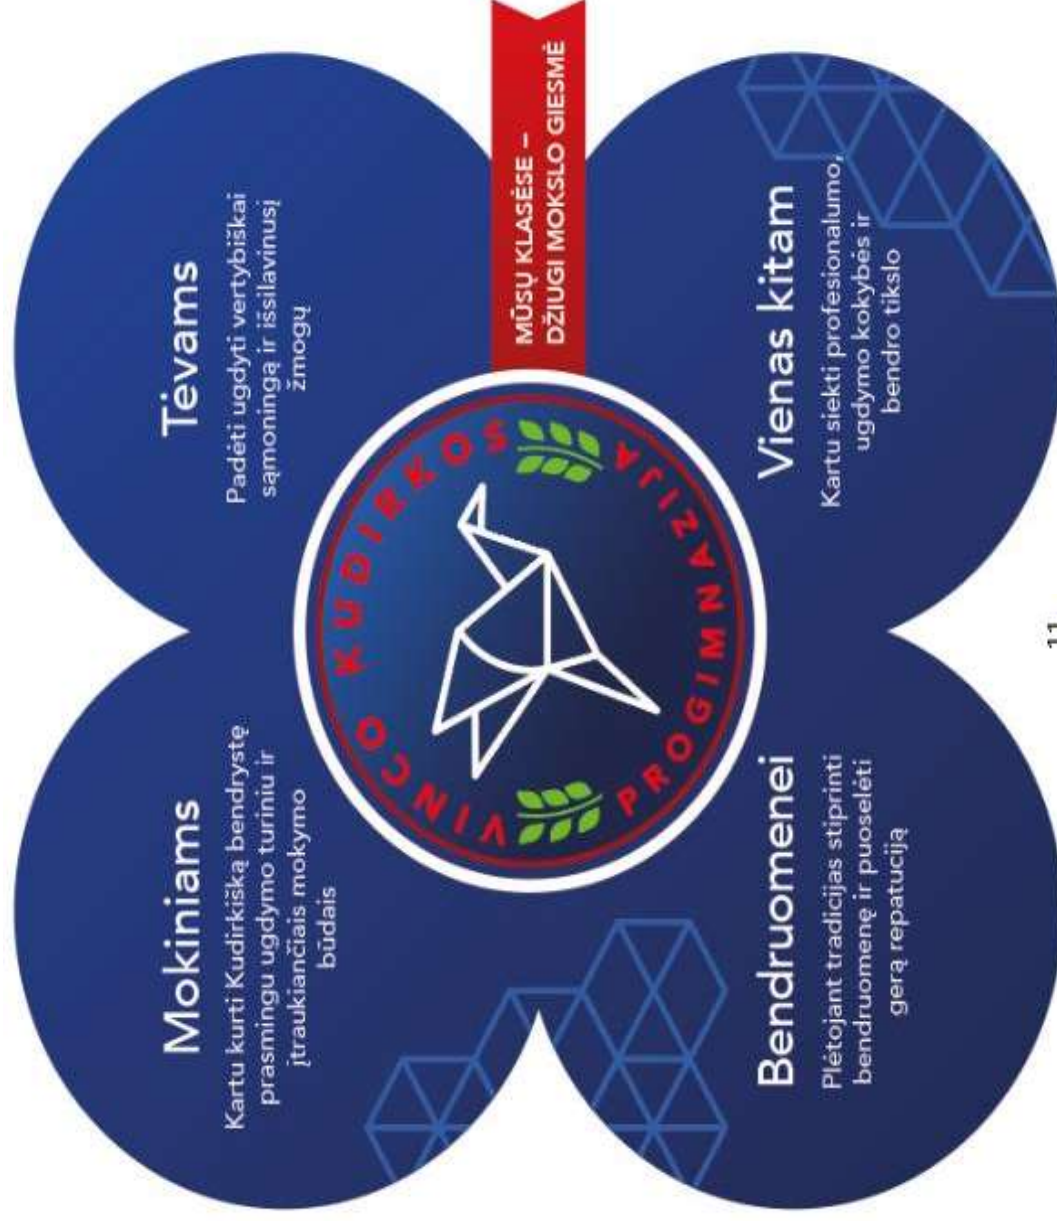 Mokiniams
Kartu kurti Kudirkišką bendrystę
prasmingu ugdymo turiniu ir
įtraukiančiais mokymo
būdais
Tėvams
Padėti ugdyti vertybiškai
sąmoningą ir išsilavinusį
žmogų
VINCO KUDIRKOS
PROGIMNAZIJA
MŪSŲ KLASĖSE –
DŽIUGI MOKSLO GIESMĖ
Bendruomenei
Plėtojant tradicijas stiprinti
bendruomenę ir puoselėti
gerą repatuciją
Vienas kitam
Kartu siekti profesionalumo,
ugdymo kokybės ir
bendro tikslo
11